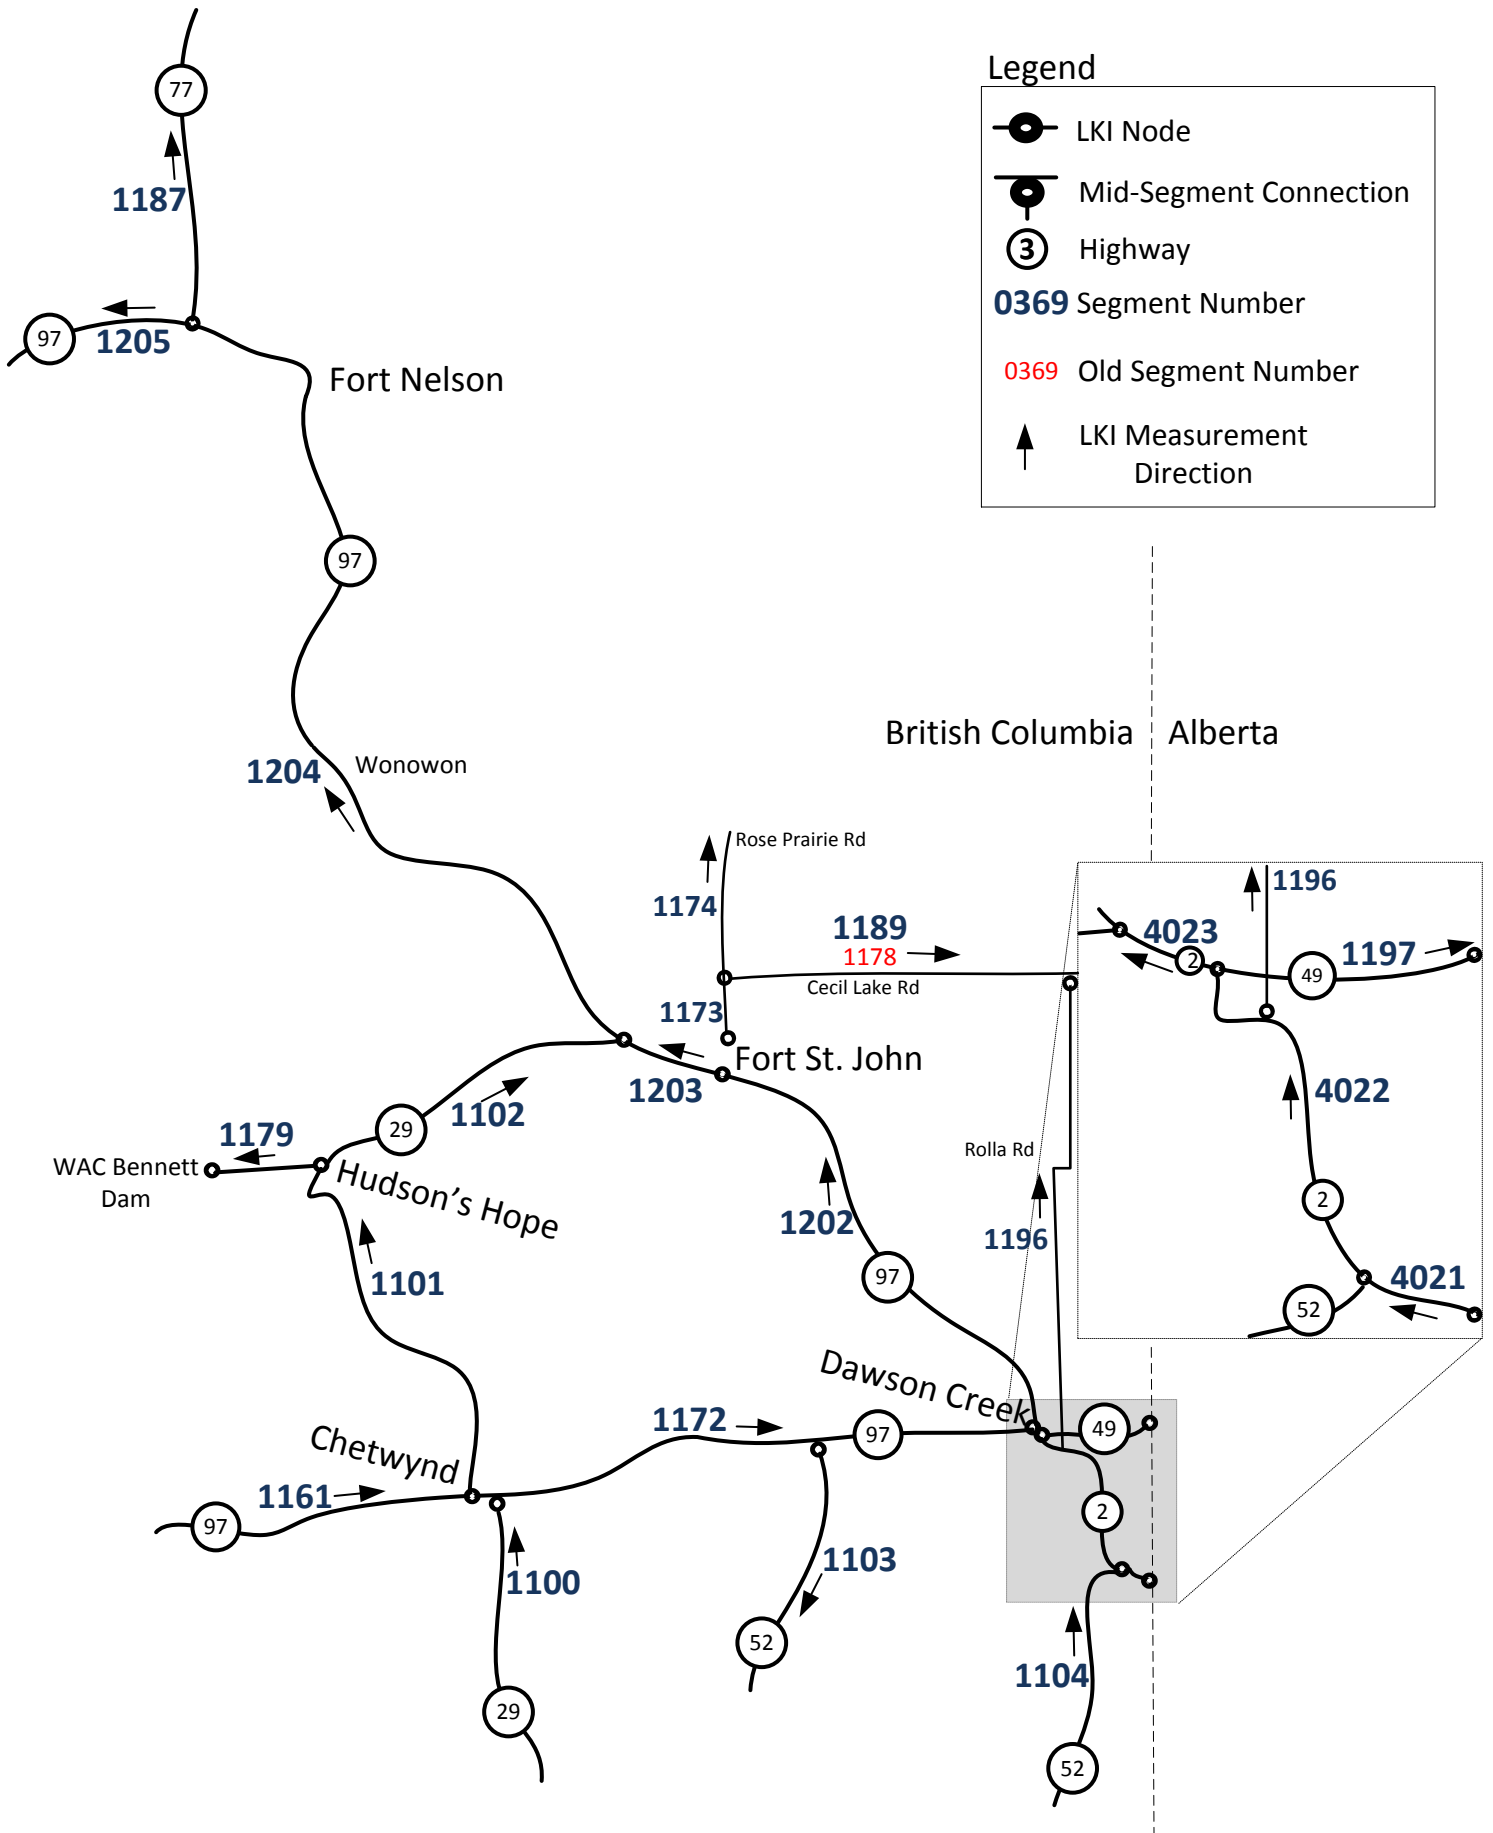 77
Legend
LKI Node
1187
Mid-Segment Connection
3 Highway
0369 Segment Number
97
1205
0369 Old Segment Number
Fort Nelson
LKI Measurement
Direction
97
British Columbia
Alberta
1204
Wonowon
Rose Prairie Rd
1174
1189
1178
Cecil Lake Rd
1173
1196
4023
2
1197
49
Fort St. John
1203
4022
2
4021
52
1102
29
1179
WAC Bennett
Dam
Hudson's Hope
Rolla Rd
1202
1196
1101
97
Dawson Creek
1172
97
49
Chetwynd
1161
97
2
1100
1103
52
1104
29
52